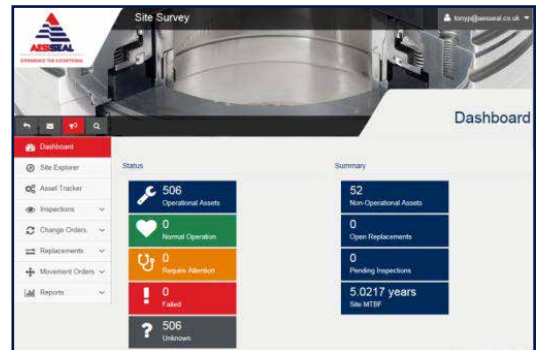 Site Survey
tonyp@aesseal.co.uk
AESSEAL
EXPERIENCE THE EXCEPTIONAL
Dashboard
Dashboard
Site Explorer
Asset Tracker
Inspections
Change Orders
Replacements
Movement Orders
Reports
Status
506
Operational Assets
0
Normal Operation
0
Require Attention
0
Failed
506
Unknown
Summary
52
Non-Operational Assets
0
Open Replacements
0
Pending Inspections
5.0217 years
Site MTBF